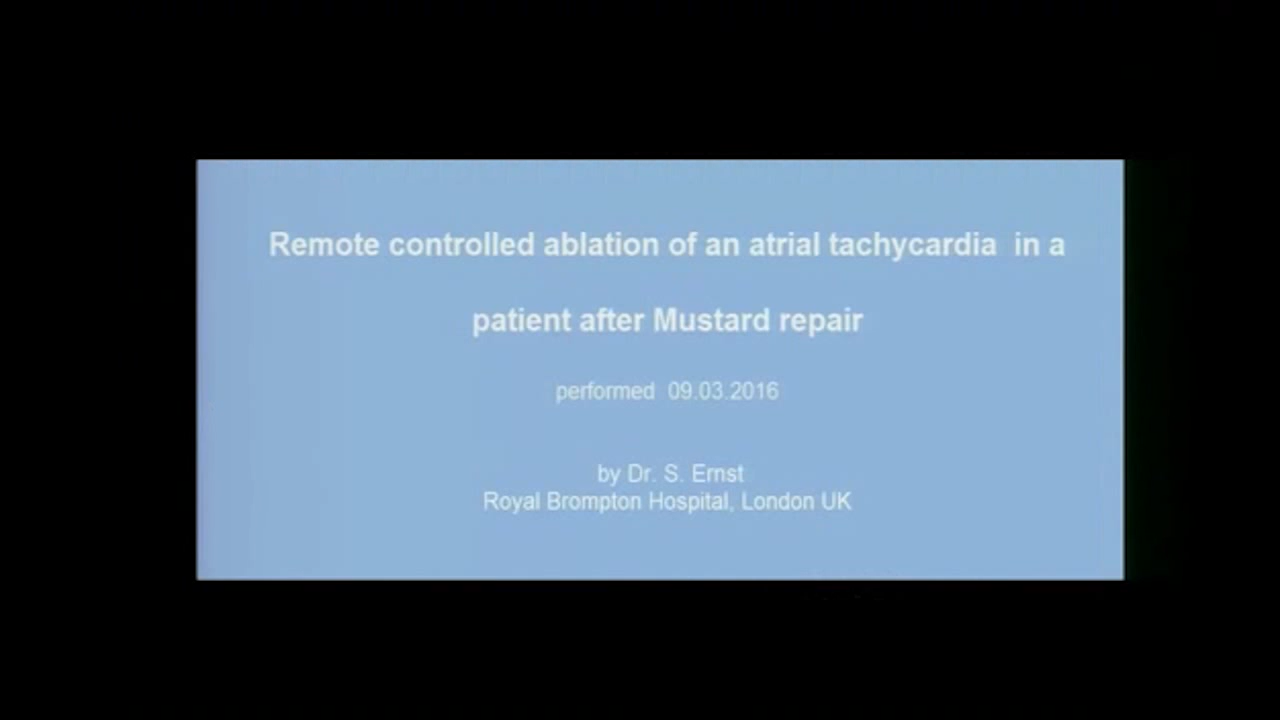 Remote controlled ablation of an atrial tachycardia in a
patient after Mustard repair
performed 09.03.2016
by Dr. S. Ernst
Royal Brompton Hospital, London UK